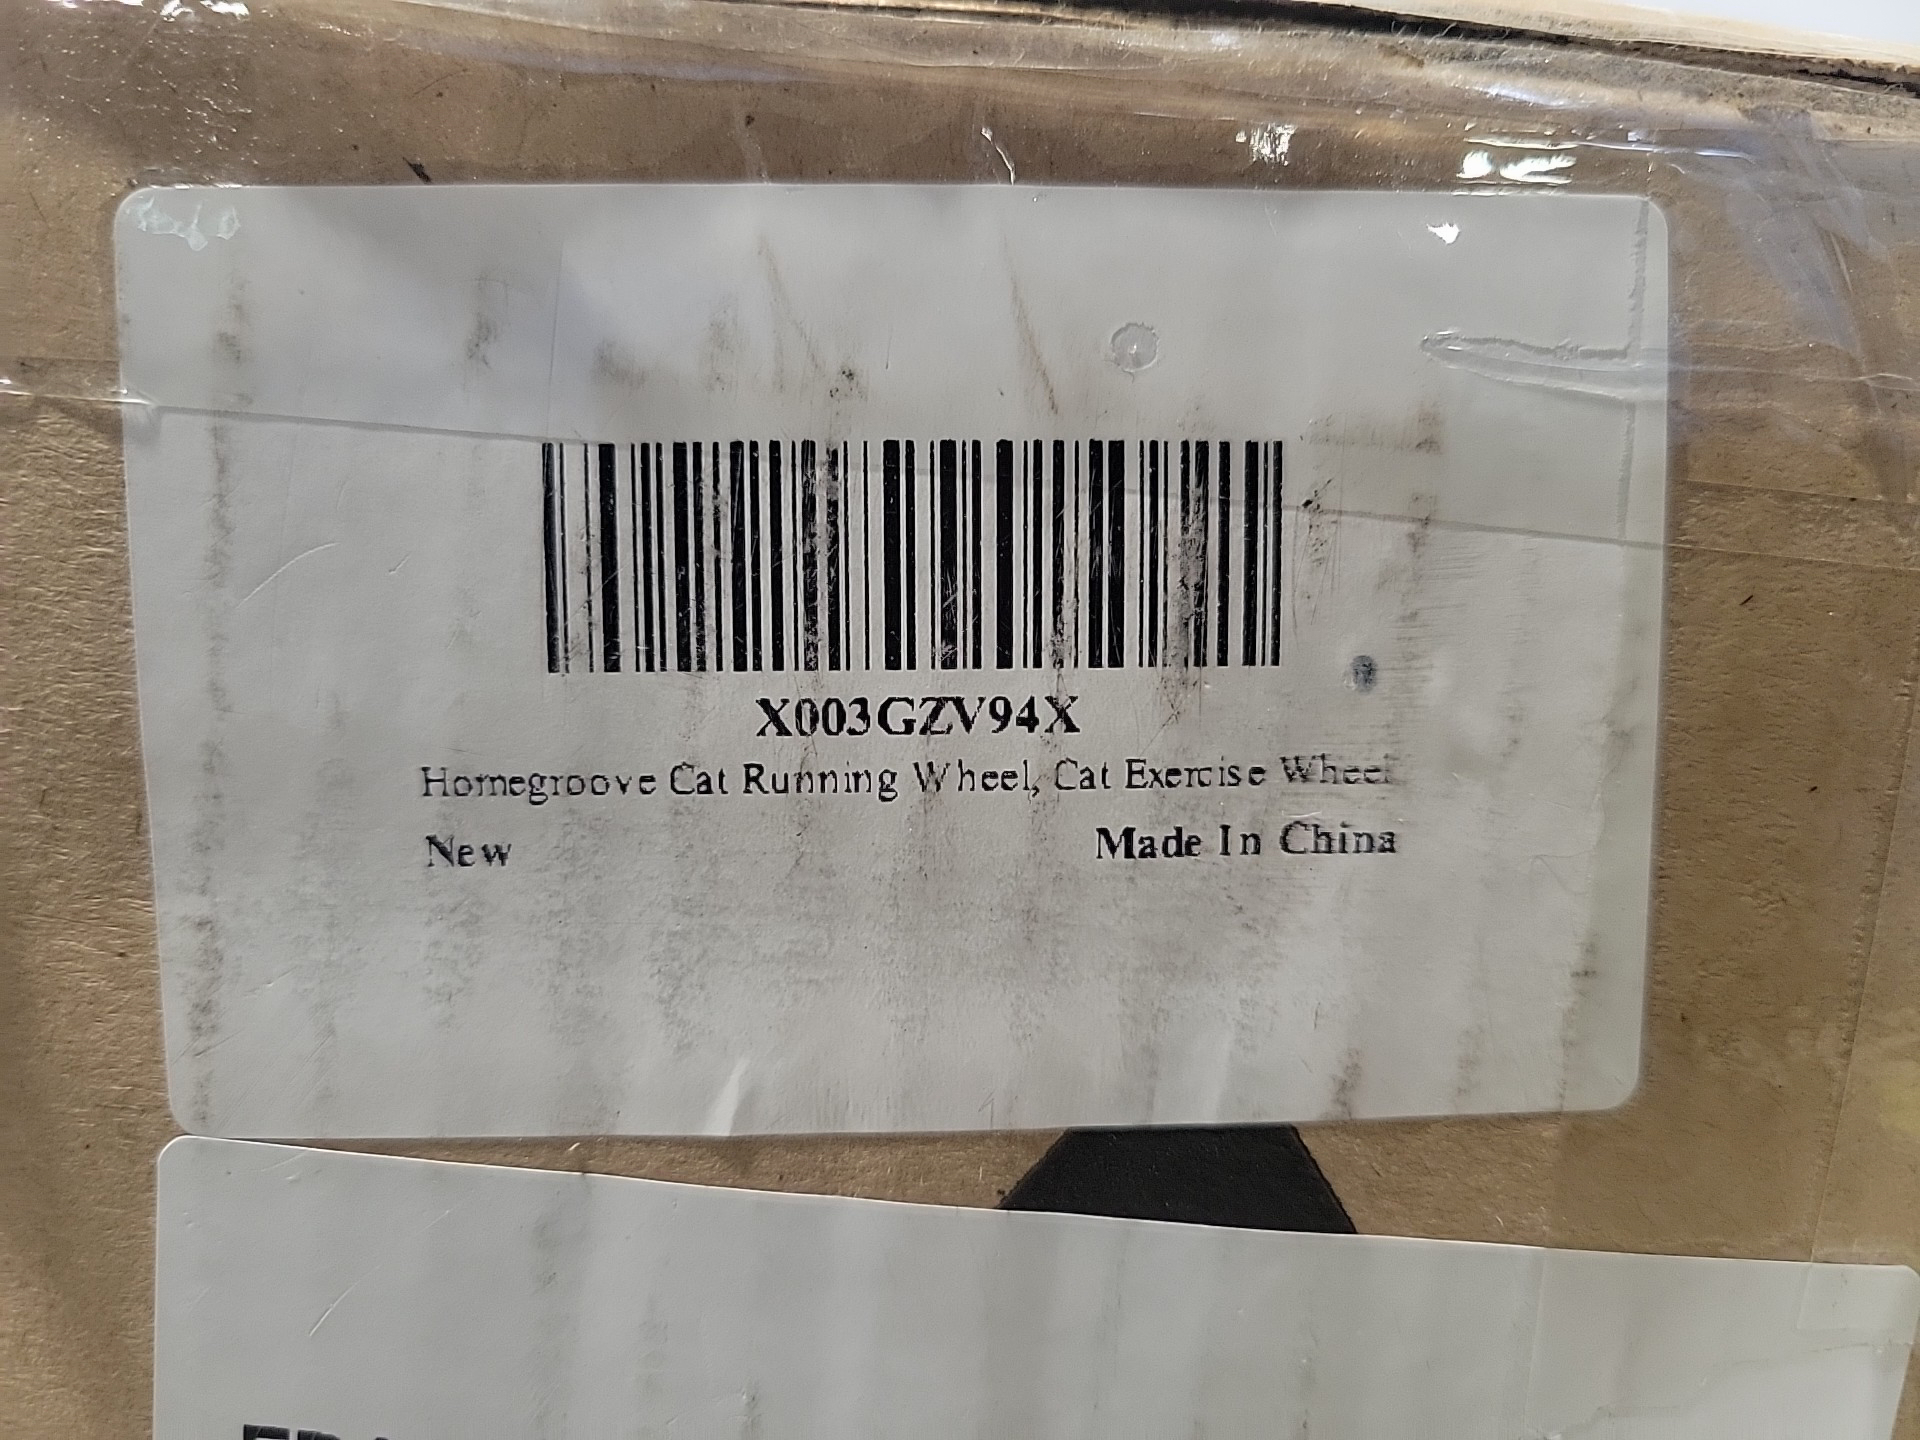 X003GZV94X
Homegroove Cat Running Wheel, Cat Exercise Wheel
New
Made In China